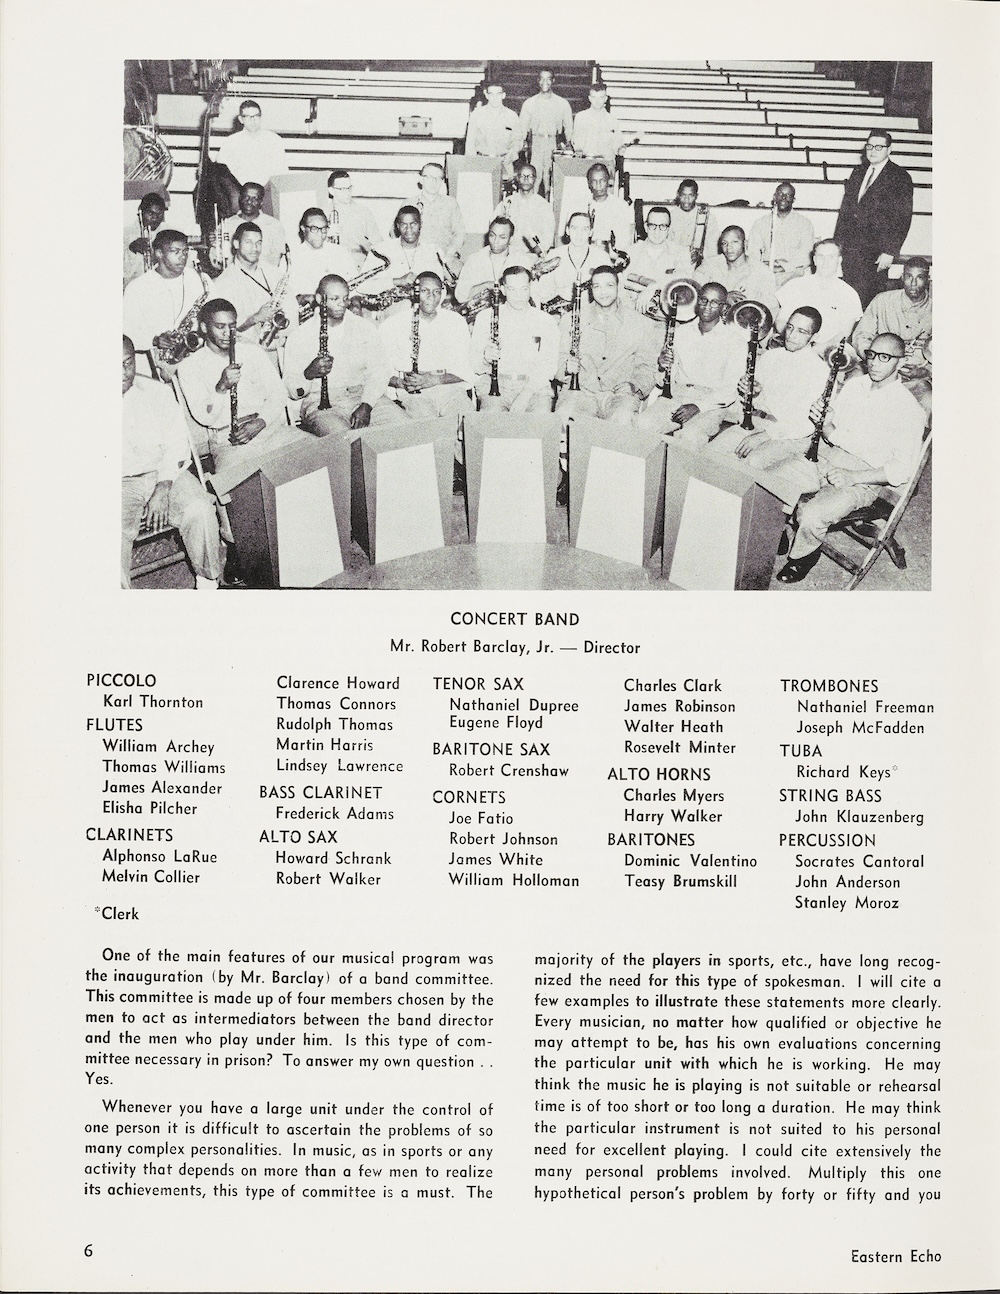 CONCERT BAND
Mr. Robert Barclay, Jr. — Director
PICCOLO
Karl Thornton
FLUTES
William Archey
Thomas Williams
James Alexander
Elisha Pilcher
CLARINETS
Alphonso LaRue
Melvin Collier
*Clerk
Clarence Howard
Thomas Connors
Rudolph Thomas
Martin Harris
Lindsey Lawrence
BASS CLARINET
Frederick Adams
ALTO SAX
Howard Schrank
Robert Walker
TENOR SAX
Nathaniel Dupree
Eugene Floyd
BARITONE SAX
Robert Crenshaw
CORNETS
Joe Fatio
Robert Johnson
James White
William Holloman
Charles Clark
James Robinson
Walter Heath
Rosevelt Minter
ALTO HORNS
Charles Myers
Harry Walker
BARITONES
Dominic Valentino
Teasy Brumskill
TROMBONES
Nathaniel Freeman
Joseph McFadden
TUBA
Richard Keys*
STRING BASS
John Klauzenberg
PERCUSSION
Socrates Cantoral
John Anderson
Stanley Moroz
One of the main features of our musical program was
the inauguration (by Mr. Barclay) of a band committee.
This committee is made up of four members chosen by the
men to act as intermediators between the band director
and the men who play under him. Is this type of com-
mittee necessary in prison? To answer my own question . .
Yes.
Whenever you have a large unit under the control of
one person it is difficult to ascertain the problems of so
many complex personalities. In music, as in sports or any
activity that depends on more than a few men to realize
its achievements, this type of committee is a must. The
majority of the players in sports, etc., have long recog-
nized the need for this type of spokesman. I will cite a
few examples to illustrate these statements more clearly.
Every musician, no matter how qualified or objective he
may attempt to be, has his own evaluations concerning
the particular unit with which he is working. He may
think the music he is playing is not suitable or rehearsal
time is of too short or too long a duration. He may think
the particular instrument is not suited to his personal
need for excellent playing. I could cite extensively the
many personal problems involved. Multiply this one
hypothetical person's problem by forty or fifty and you
6
Eastern Echo